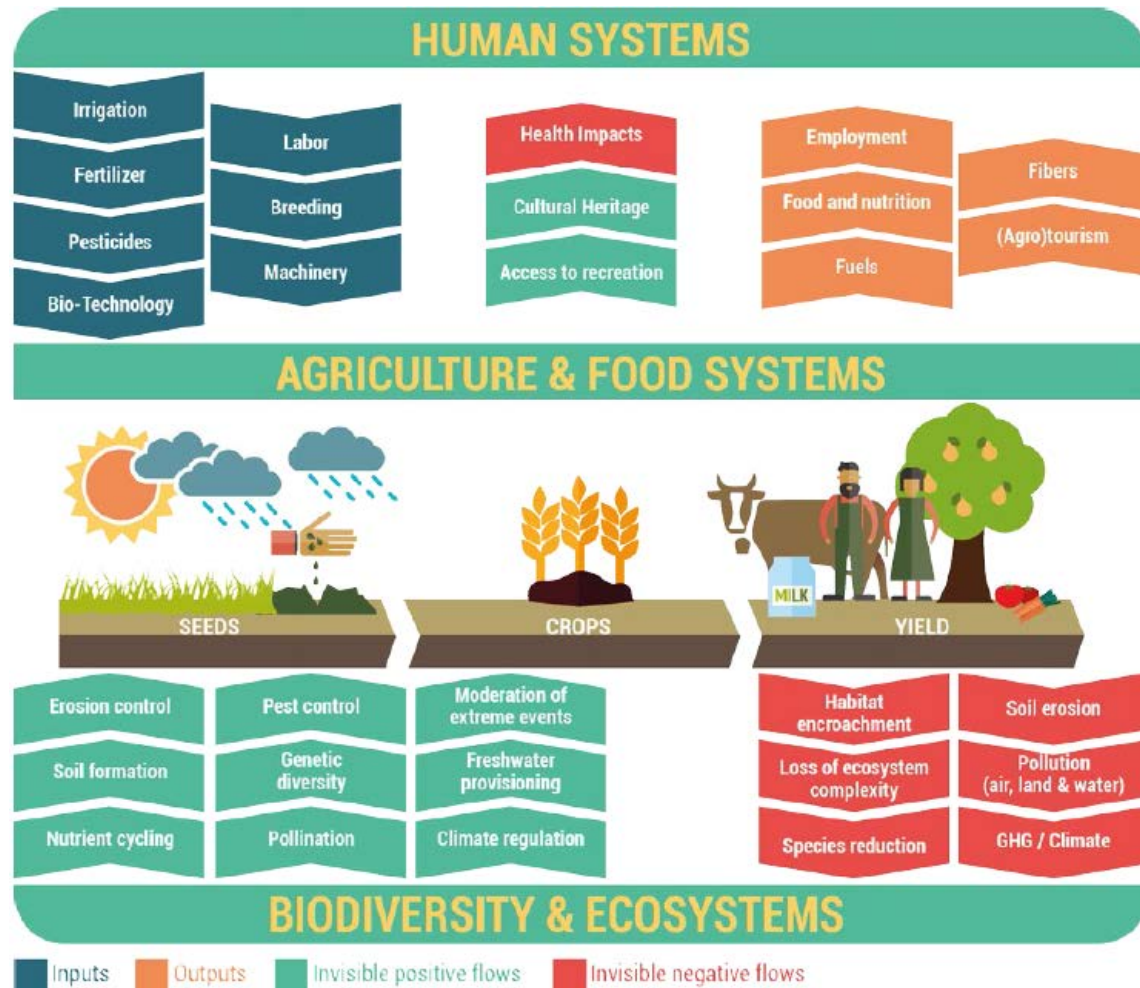 HUMAN SYSTEMS
Irrigation
Fertilizer
Pesticides
Bio-Technology
Labor
Breeding
Machinery
Health Impacts
Cultural Heritage
Access to recreation
Employment
Food and nutrition
Fuels
Fibers
(Agro)tourism
AGRICULTURE & FOOD SYSTEMS
MILK
SEEDS
CROPS
YIELD
Erosion control
Soil formation
Nutrient cycling
Pest control
Genetic
diversity
Pollination
Moderation of
extreme events
Freshwater
provisioning
Climate regulation
Habitat
encroachment
Loss of ecosystem
complexity
Species reduction
Soil erosion
Pollution
(air, land & water)
GHG / Climate
BIODIVERSITY & ECOSYSTEMS
Inputs
Outputs
Invisible positive flows
Invisible negative flows